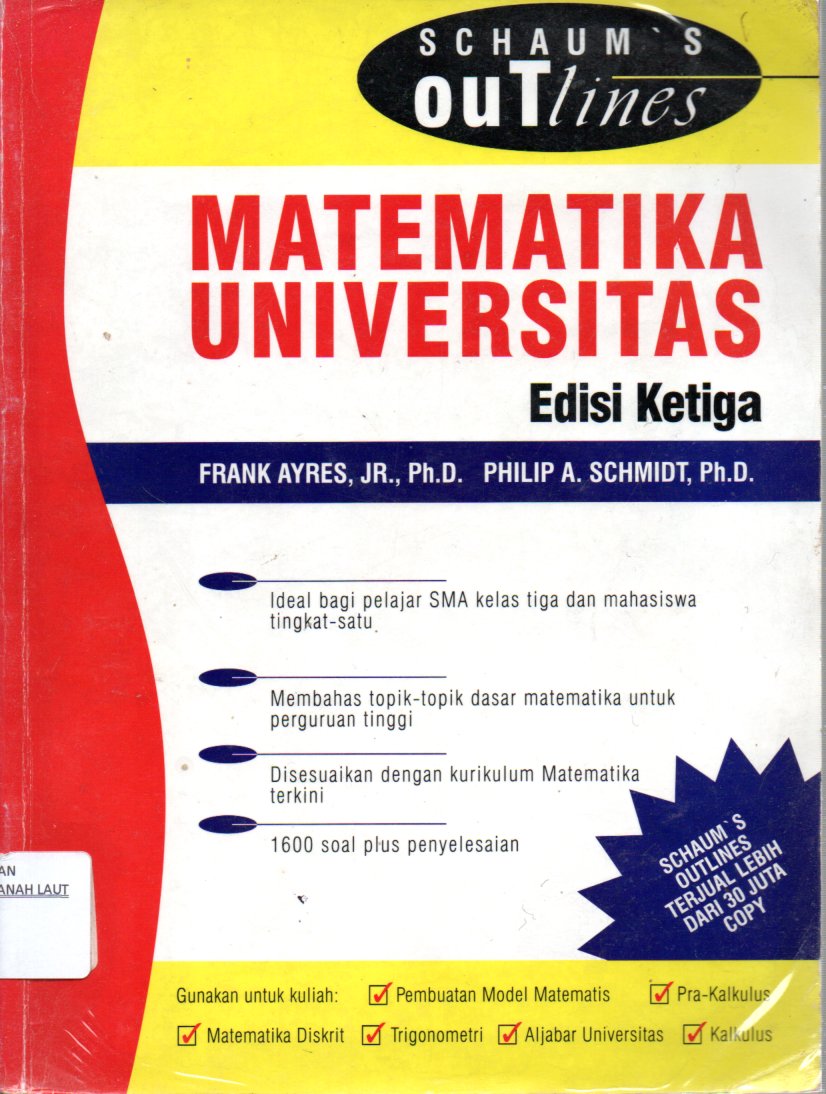 SCHAUM`S
ouTlines
MATEMATIKA
UNIVERSITAS
Edisi Ketiga
FRANK AYRES, JR., Ph.D. PHILIP A. SCHMIDT, Ph.D.
Ideal bagi pelajar SMA kelas tiga dan mahasiswa
tingkat-satu
Membahas topik-topik dasar matematika untuk
perguruan tinggi
Disesuaikan dengan kurikulum Matematika
terkini
1600 soal plus penyelesaian
SCHAUM`S
OUTLINES
TERJUAL LEBIH
DARI 30 JUTA
COPY
AN
ANAH LAUT
Gunakan untuk kuliah: Pembuatan Model Matematis Pra-Kalkulus
Matematika Diskrit Trigonometri Aljabar Universitas Kalkulus